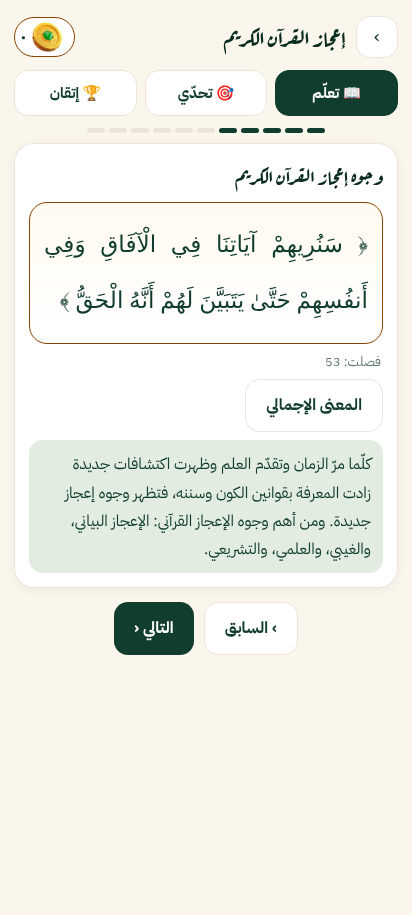 إعجاز القرآن الكريم
٠
📖 تعلّم
🎯 تحدّي
🏆 إتقان
وجوه إعجاز القرآن الكريم
﴿ سَنُرِيهِمْ آيَاتِنَا فِي الْآفَاقِ وَفِي
أَنفُسِهِمْ حَتَّىٰ يَتَبَيَّنَ لَهُمْ أَنَّهُ الْحَقُّ ﴾
فصلت: 53
المعنى الإجمالي
كلّما مرّ الزمان وتقدّم العلم وظهرت اكتشافات جديدة
زادت المعرفة بقوانين الكون وسننه، فتظهر وجوه إعجاز
جديدة. ومن أهم وجوه الإعجاز القرآني: الإعجاز البياني،
والغيبي، والعلمي، والتشريعي.
› السابق
التالي ‹